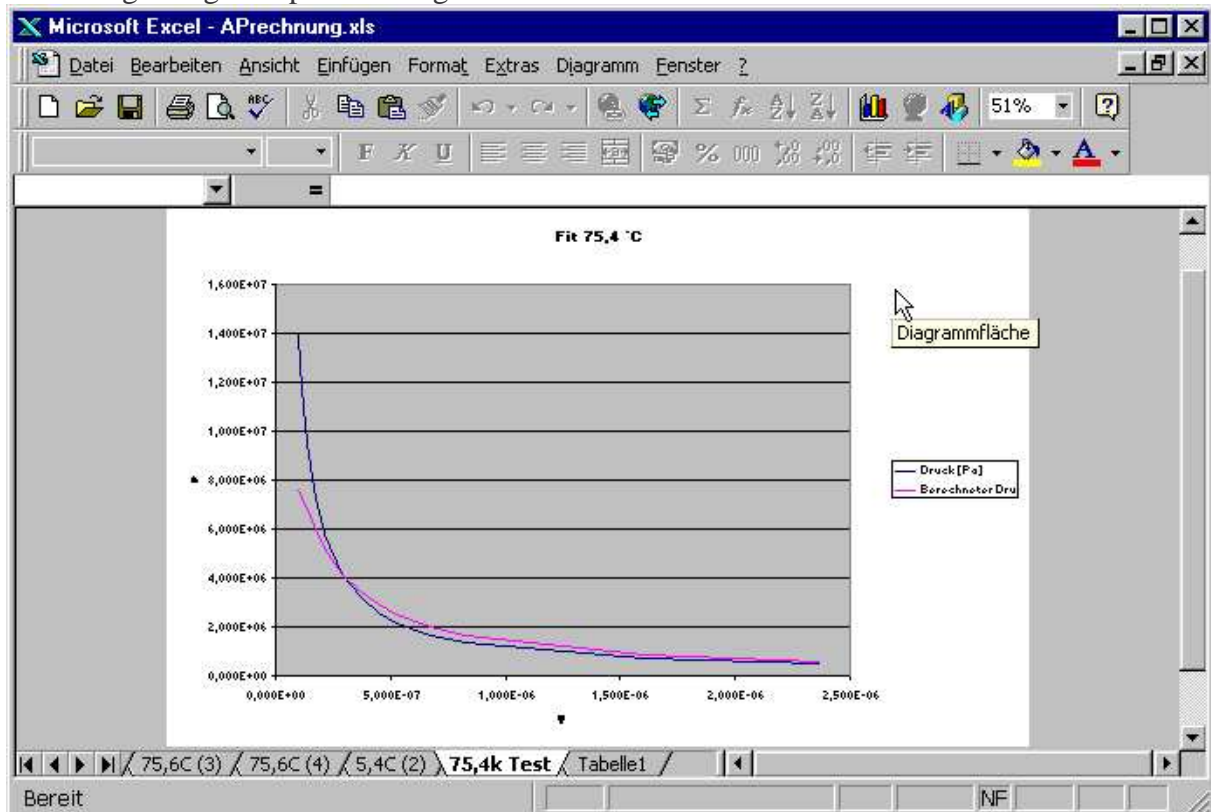 Microsoft Excel - APrechnung.xls
Datei Bearbeiten Ansicht Einfügen Format Extras Diagramm Fenster ?
51%
F K U % 000
=
Fit 75,4 °C
1,600E+07
1,400E+07
Diagrammfläche
1,200E+07
1,000E+07
8,000E+06
Druck [Pa]
Berechneter Dru
6,000E+06
4,000E+06
2,000E+06
0,000E+00
0,000E+00 5,000E-07 1,000E-06 1,500E-06 2,000E-06 2,500E-06
75,6C (3) 75,6C (4) 5,4C (2) 75,4k Test Tabelle1
Bereit NF